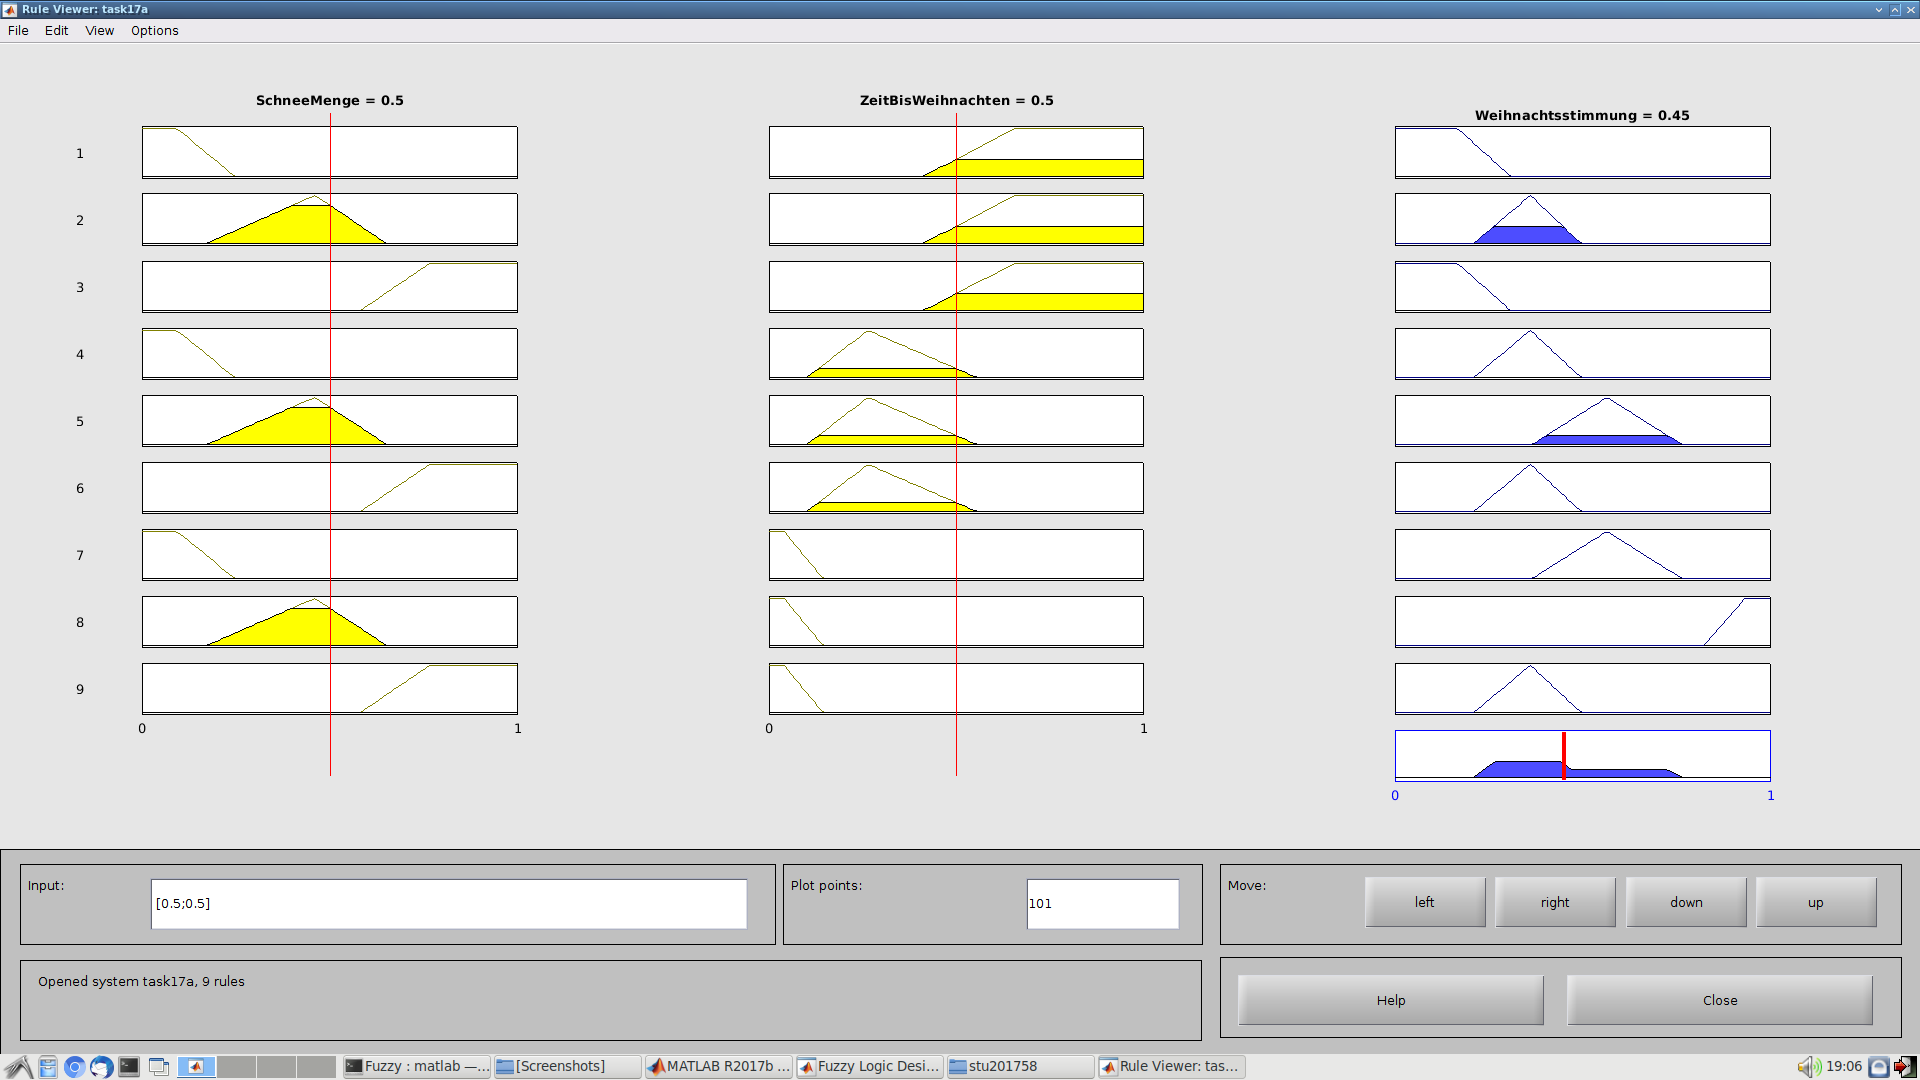 Rule Viewer: task17a
File Edit View Options
SchneeMenge = 0.5
ZeitBisWeihnachten = 0.5
Weihnachtsstimmung = 0.45
1
2
3
4
5
6
7
8
9
0 1
0 1
0 1
Input:
[0.5;0.5]
Plot points:
101
Move:
left
right
down
up
Opened system task17a, 9 rules
Help
Close
Fuzzy : matlab —...
[Screenshots]
MATLAB R2017b ...
Fuzzy Logic Desi...
stu201758
Rule Viewer: tas...
19:06